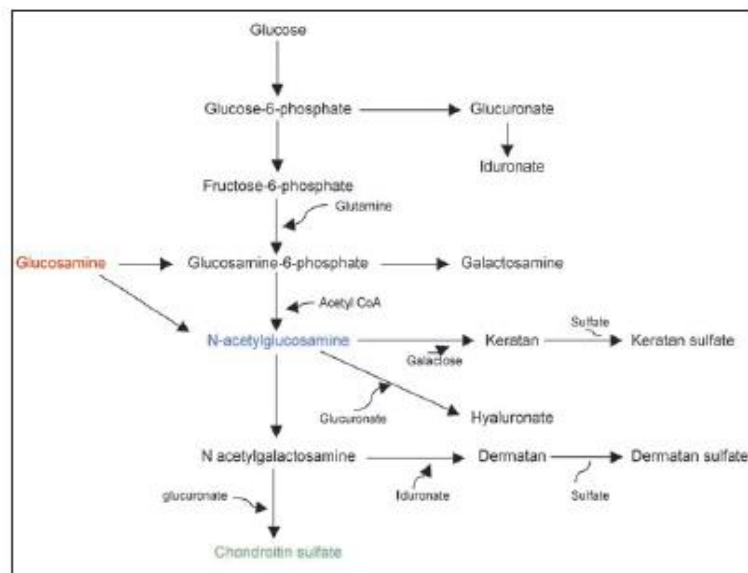 Glucose
Glucose-6-phosphate
Glucuronate
Iduronate
Fructose-6-phosphate
Glutamine
Glucosamine
Glucosamine-6-phosphate
Galactosamine
Acetyl CoA
N-acetylglucosamine
Galactose
Keratan
Sulfate
Keratan sulfate
Glucuronate
Hyaluronate
N acetylgalactosamine
Iduronate
Dermatan
Sulfate
Dermatan sulfate
glucuronate
Chondroitin sulfate